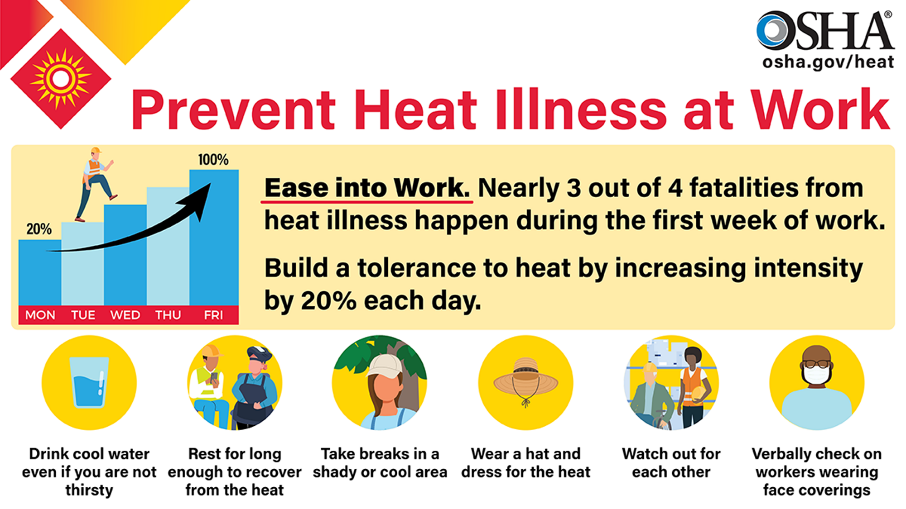 OSHA®
osha.gov/heat
Prevent Heat Illness at Work
100%
20%
MON TUE WED THU FRI
Ease into Work. Nearly 3 out of 4 fatalities from
heat illness happen during the first week of work.
Build a tolerance to heat by increasing intensity
by 20% each day.
Drink cool water
even if you are not
thirsty
Rest for long
enough to recover
from the heat
Take breaks in a
shady or cool area
Wear a hat and
dress for the heat
Watch out for
each other
Verbally check on
workers wearing
face coverings